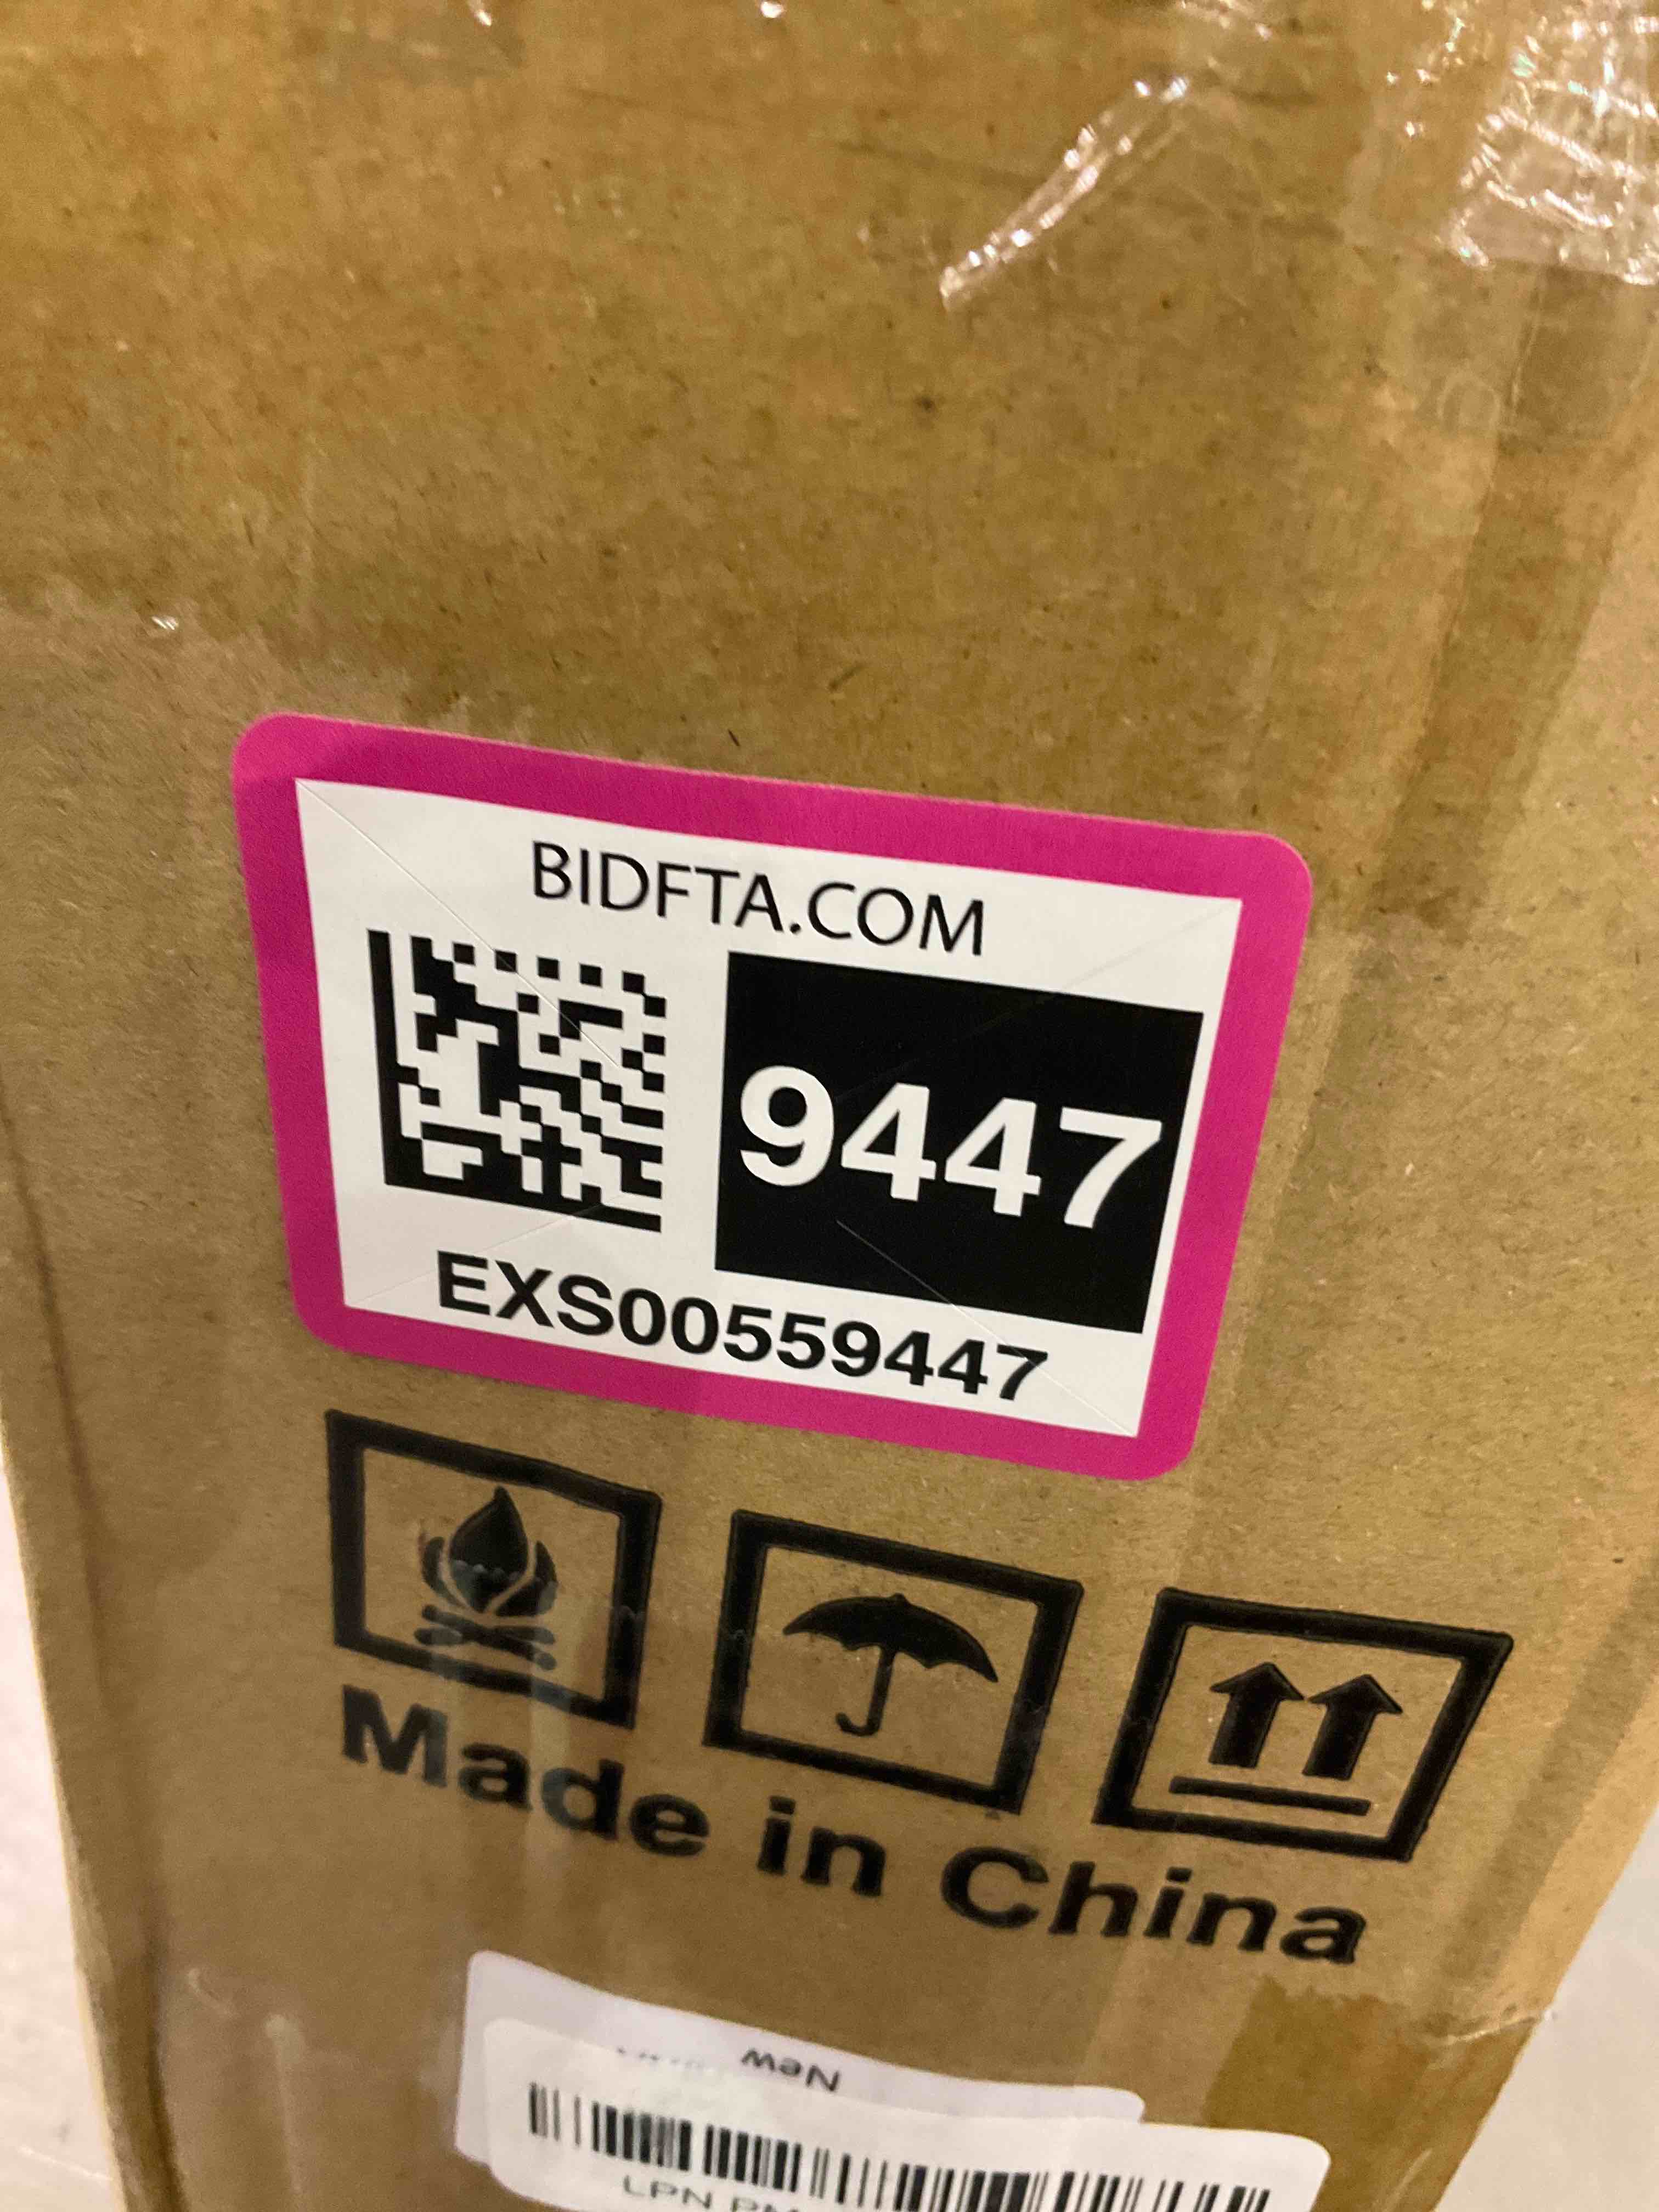 BIDFTA.COM
9447
EXS00559447
Made in China
New
LPN